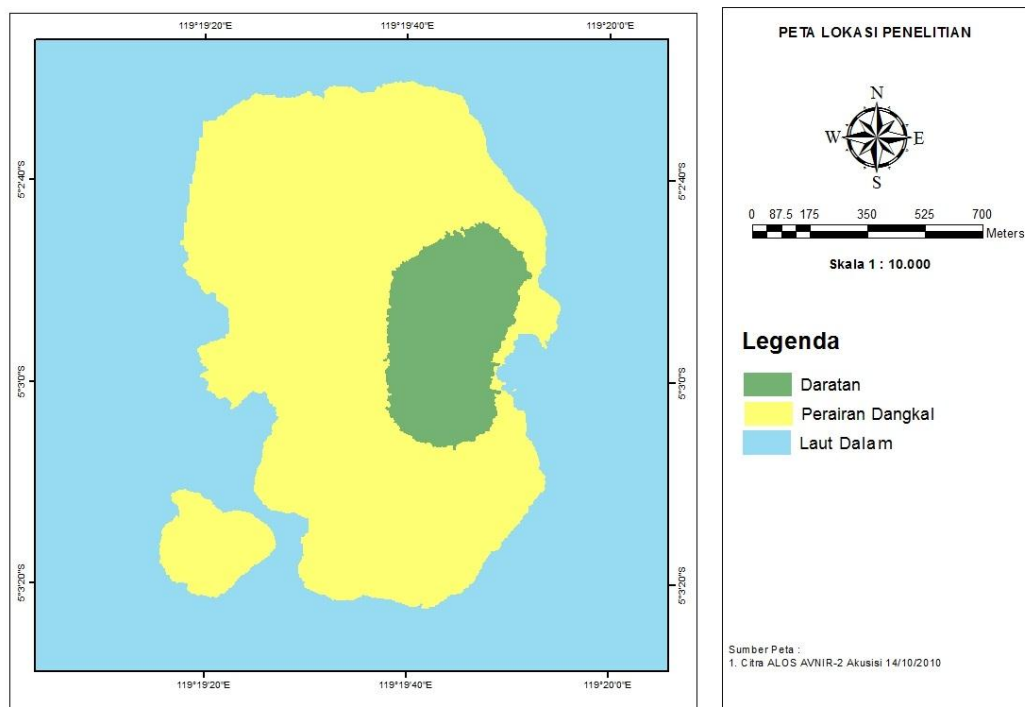 119°19'20"E 119°19'40"E 119°20'0"E
5°2'40"S 5°2'40"S
5°3'0"S 5°3'0"S
5°3'20"S 5°3'20"S
119°19'20"E 119°19'40"E 119°20'0"E
PETA LOKASI PENELITIAN
N
W E
S
0 87.5 175 350 525 700
Meters
Skala 1 : 10.000
Legenda
Daratan
Perairan Dangkal
Laut Dalam
Sumber Peta :
1. Citra ALOS AVNIR-2 Akusisi 14/10/2010